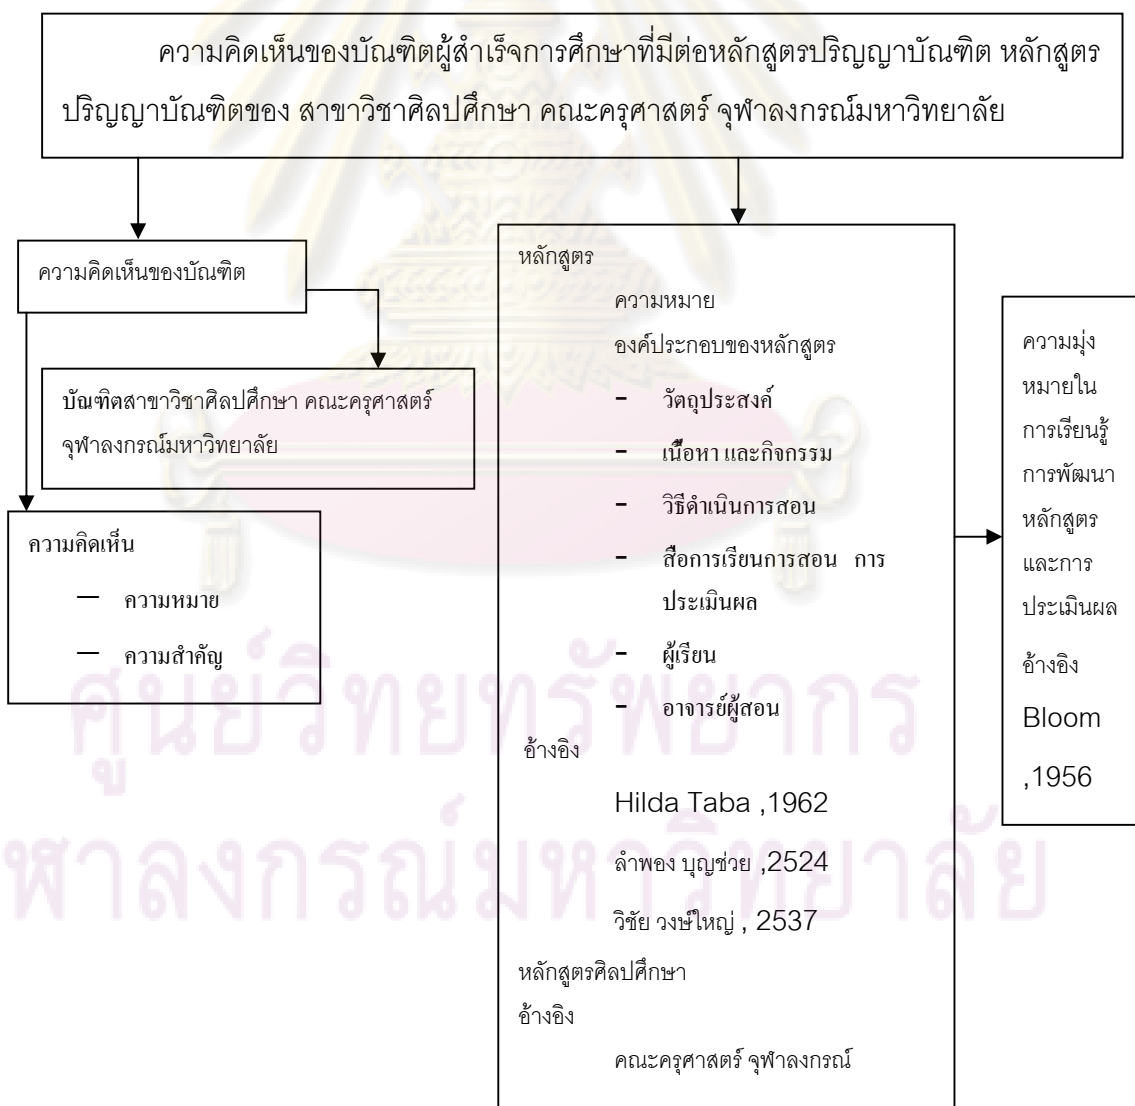 ความคิดเห็นของบัณฑิตผู้สำเร็จการศึกษาที่มีต่อหลักสูตรปริญญาบัณฑิต หลักสูตร
ปริญญาบัณฑิตของ สาขาวิชาศิลปศึกษา คณะครุศาสตร์ จุฬาลงกรณ์มหาวิทยาลัย
ความคิดเห็นของบัณฑิต
บัณฑิตสาขาวิชาศิลปศึกษา คณะครุศาสตร์
จุฬาลงกรณ์มหาวิทยาลัย
ความคิดเห็น
— ความหมาย
— ความสำคัญ
หลักสูตร
ความหมาย
องค์ประกอบของหลักสูตร
- วัตถุประสงค์
- เนื้อหา และกิจกรรม
- วิธีดำเนินการสอน
- สื่อการเรียนการสอน การ
ประเมินผล
- ผู้เรียน
- อาจารย์ผู้สอน
อ้างอิง
Hilda Taba ,1962
ลำพอง บุญช่วย ,2524
วิชัย วงษ์ใหญ่ , 2537
หลักสูตรศิลปศึกษา
อ้างอิง
คณะครุศาสตร์ จุฬาลงกรณ์
ความมุ่ง
หมายใน
การเรียนรู้
การพัฒนา
หลักสูตร
และการ
ประเมินผล
อ้างอิง
Bloom
,1956
ศูนย์วิทยทรัพยากร
ฬาลงกรณ์มหาวิทยาลัย